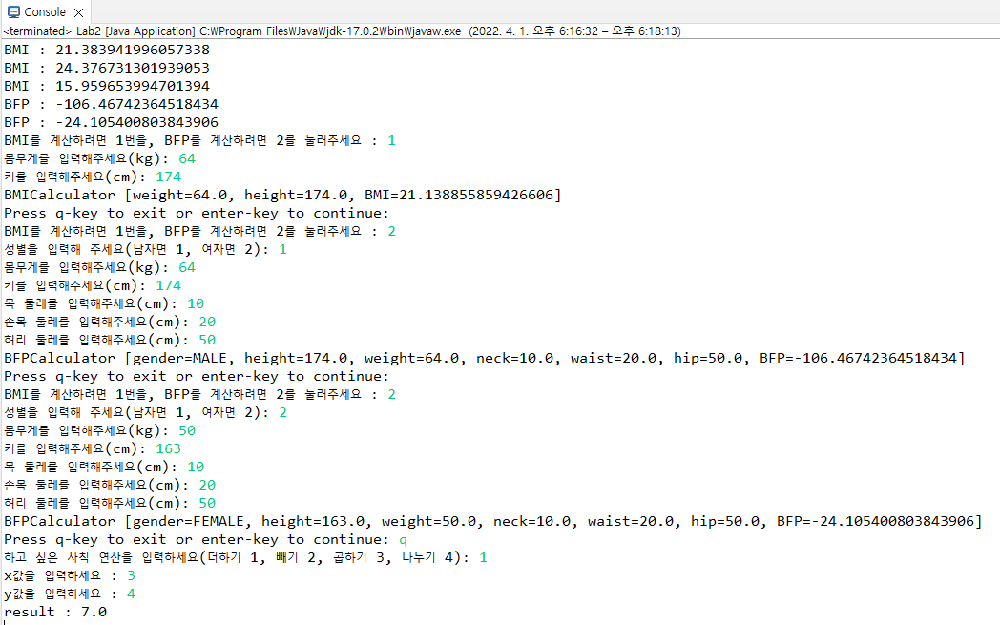 Console
<terminated> Lab2 [Java Application] C:₩Program Files₩Java₩jdk-17.0.2₩bin₩javaw.exe (2022. 4. 1. 오후 6:16:32 – 오후 6:18:13)
BMI : 21.383941996057338
BMI : 24.376731301939053
BMI : 15.959653994701394
BFP : -106.46742364518434
BFP : -24.105400803843906
BMI를 계산하려면 1번을, BFP를 계산하려면 2를 눌러주세요 : 1
몸무게를 입력해주세요(kg): 64
키를 입력해주세요(cm): 174
BMICalculator [weight=64.0, height=174.0, BMI=21.138855859426606]
Press q-key to exit or enter-key to continue:
BMI를 계산하려면 1번을, BFP를 계산하려면 2를 눌러주세요 : 2
성별을 입력해 주세요(남자면 1, 여자면 2): 1
몸무게를 입력해주세요(kg): 64
키를 입력해주세요(cm): 174
목 둘레를 입력해주세요(cm): 10
손목 둘레를 입력해주세요(cm): 20
허리 둘레를 입력해주세요(cm): 50
BFPCalculator [gender=MALE, height=174.0, weight=64.0, neck=10.0, waist=20.0, hip=50.0, BFP=-106.46742364518434]
Press q-key to exit or enter-key to continue:
BMI를 계산하려면 1번을, BFP를 계산하려면 2를 눌러주세요 : 2
성별을 입력해 주세요(남자면 1, 여자면 2): 2
몸무게를 입력해주세요(kg): 50
키를 입력해주세요(cm): 163
목 둘레를 입력해주세요(cm): 10
손목 둘레를 입력해주세요(cm): 20
허리 둘레를 입력해주세요(cm): 50
BFPCalculator [gender=FEMALE, height=163.0, weight=50.0, neck=10.0, waist=20.0, hip=50.0, BFP=-24.105400803843906]
Press q-key to exit or enter-key to continue: q
하고 싶은 사칙 연산을 입력하세요(더하기 1, 빼기 2, 곱하기 3, 나누기 4): 1
x값을 입력하세요 : 3
y값을 입력하세요 : 4
result : 7.0